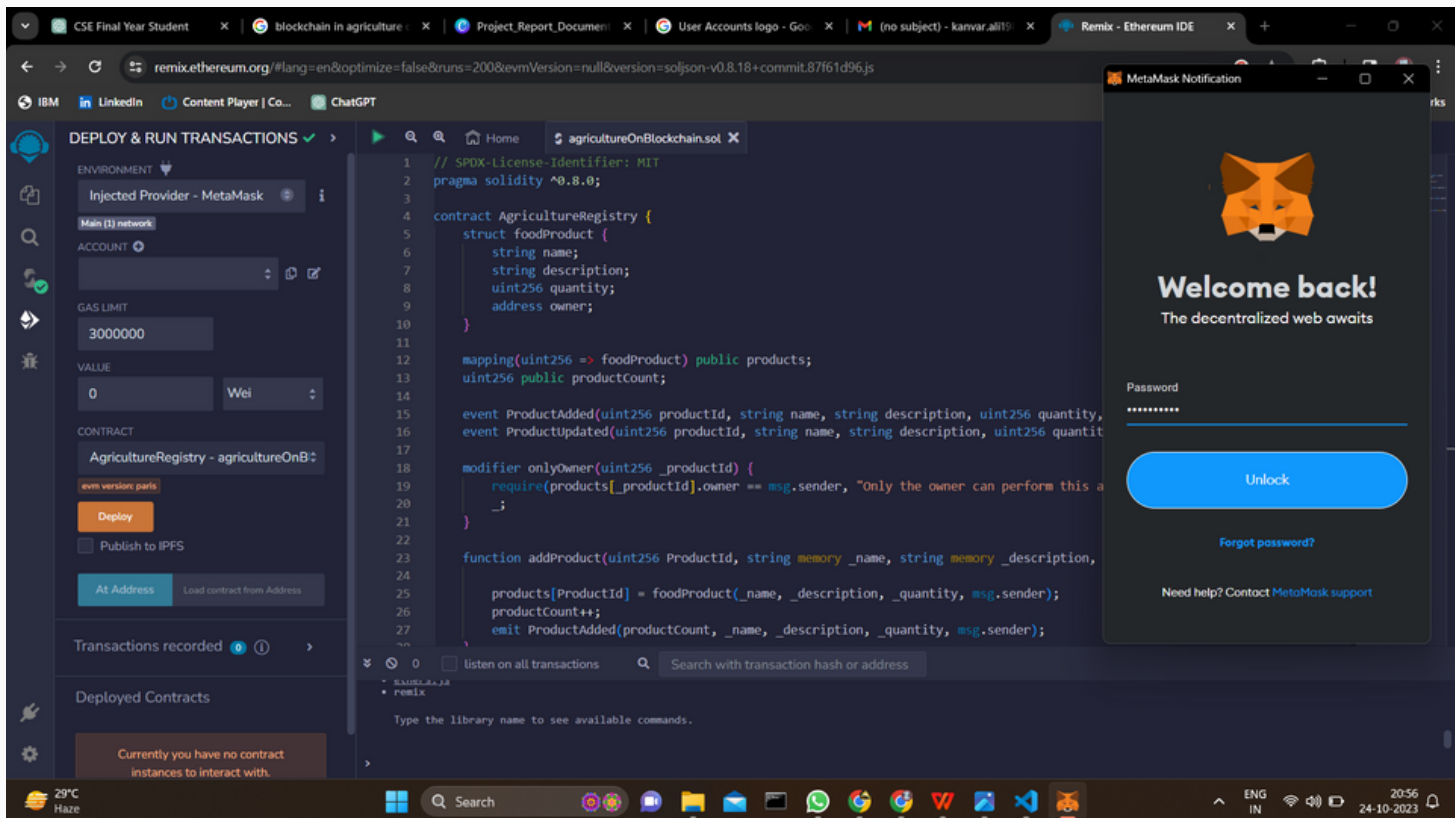 CSE Final Year Student
blockchain in agriculture c
Project_Report_Document
User Accounts logo - Goo
(no subject) - kanvar.ali19
Remix - Ethereum IDE
remix.ethereum.org/#lang=en&optimize=false&runs=200&evmVersion=null&version=soljson-v0.8.18+commit.87f61d96.js
IBM
LinkedIn
Content Player | Co...
ChatGPT
rks
DEPLOY & RUN TRANSACTIONS
ENVIRONMENT
Injected Provider - MetaMask
Main (1) network
ACCOUNT
GAS LIMIT
3000000
VALUE
0 Wei
CONTRACT
AgricultureRegistry - agricultureOnB
evm version: paris
Deploy
Publish to IPFS
At Address Load contract from Address
Transactions recorded 0
Deployed Contracts
Currently you have no contract
instances to interact with.
Home agricultureOnBlockchain.sol
1 // SPDX-License-Identifier: MIT
2 pragma solidity ^0.8.0;
3
4 contract AgricultureRegistry {
5 struct foodProduct {
6 string name;
7 string description;
8 uint256 quantity;
9 address owner;
10 }
11
12 mapping(uint256 => foodProduct) public products;
13 uint256 public productCount;
14
15 event ProductAdded(uint256 productId, string name, string description, uint256 quantity,
16 event ProductUpdated(uint256 productId, string name, string description, uint256 quantit
17
18 modifier onlyOwner(uint256 _productId) {
19 require(products[_productId].owner == msg.sender, "Only the owner can perform this a
20 _;
21 }
22
23 function addProduct(uint256 ProductId, string memory _name, string memory _description,
24
25 products[ProductId] = foodProduct(_name, _description, _quantity, msg.sender);
26 productCount++;
27 emit ProductAdded(productCount, _name, _description, _quantity, msg.sender);
0 listen on all transactions Search with transaction hash or address
• ethers.js
• remix
Type the library name to see available commands.
>
MetaMask Notification
Welcome back!
The decentralized web awaits
Password
••••••••••
Unlock
Forgot password?
Need help? Contact MetaMask support
29°C
Haze
Search
ENG
IN
20:56
24-10-2023